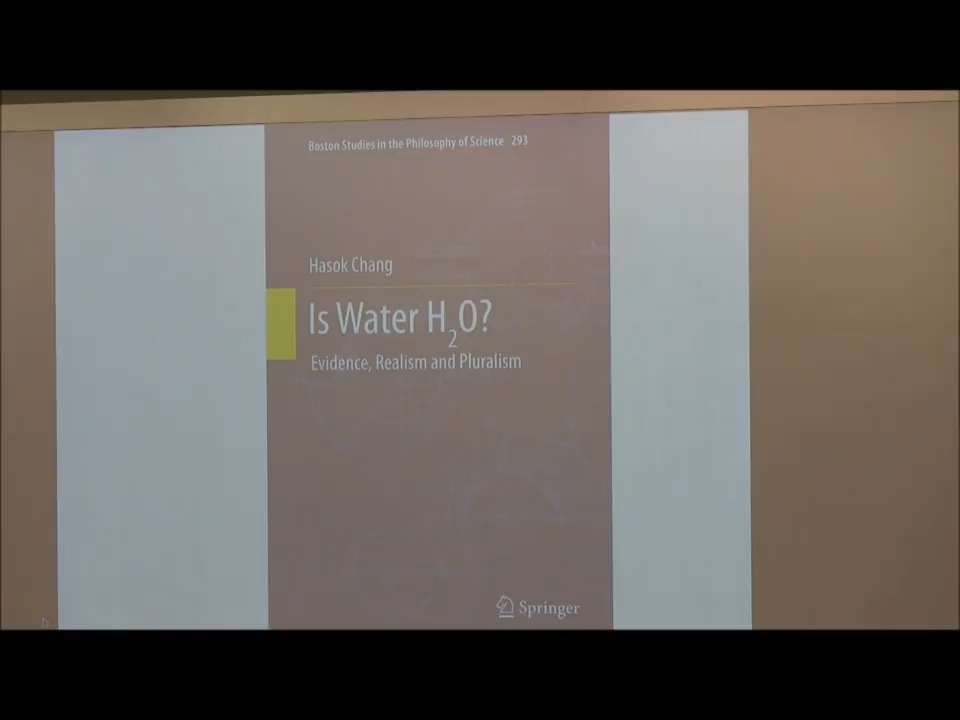 Boston Studies in the Philosophy of Science 293
Hasok Chang
Is Water H₂O?
Evidence, Realism and Pluralism
Springer